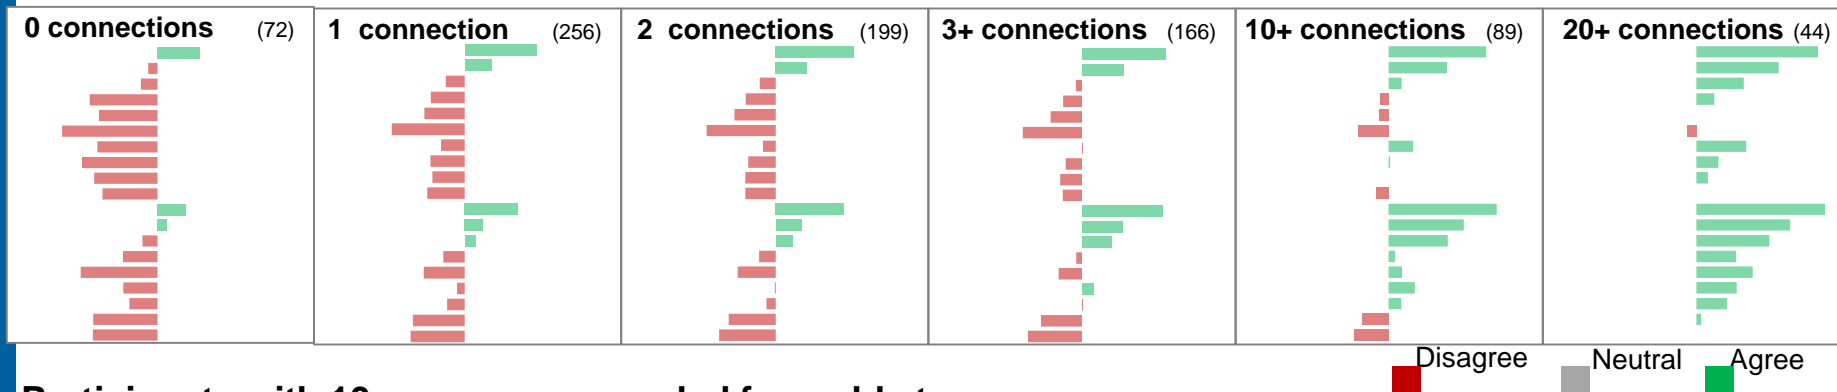 0 connections (72)
1 connection (256)
2 connections (199)
3+ connections (166)
10+ connections (89)
20+ connections (44)
Disagree
Neutral
Agree